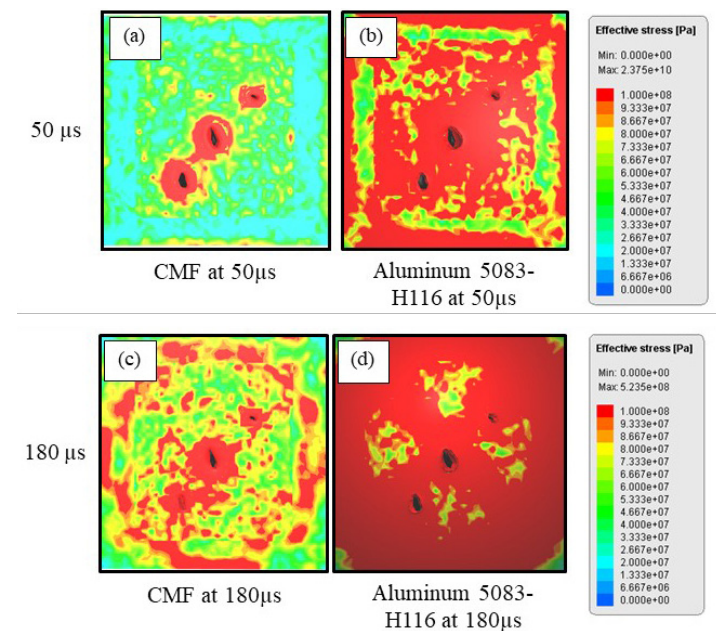 (a)
(b)
50 µs
CMF at 50µs
Aluminum 5083-
H116 at 50µs
Effective stress [Pa]
Min: 0.000e+00
Max: 2.375e+10
1.000e+08
9.333e+07
8.667e+07
8.000e+07
7.333e+07
6.667e+07
6.000e+07
5.333e+07
4.667e+07
4.000e+07
3.333e+07
2.667e+07
2.000e+07
1.333e+07
6.667e+06
0.000e+00
(c)
(d)
180 µs
CMF at 180µs
Aluminum 5083-
H116 at 180µs
Effective stress [Pa]
Min: 0.000e+00
Max: 5.235e+08
1.000e+08
9.333e+07
8.667e+07
8.000e+07
7.333e+07
6.667e+07
6.000e+07
5.333e+07
4.667e+07
4.000e+07
3.333e+07
2.667e+07
2.000e+07
1.333e+07
6.667e+06
0.000e+00